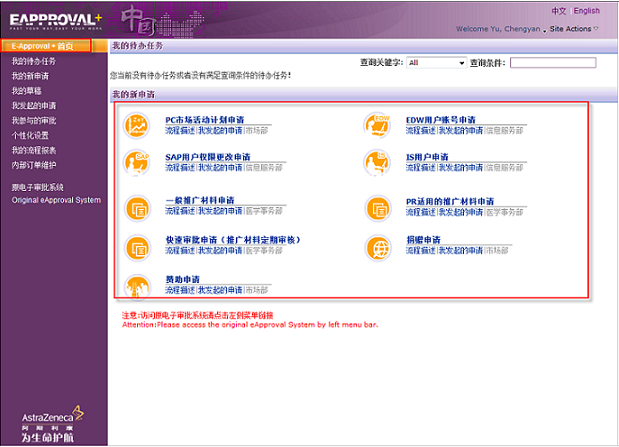 EAPPROVAL+
FAST YOUR WAY,EASY YOUR WORK
中国
中文 English
Welcome Yu, Chengyan , Site Actions
E-Approval+首页
我的待办任务
我的新申请
我的草稿
我发起的申请
我参与的审批
个性化设置
我的流程报表
内部订单维护
原电子审批系统
Original eApproval System
我的待办任务
查询关键字: All 查询条件:
您当前没有待办任务或者没有满足查询条件的待办任务!
我的新申请
PC市场活动计划申请
流程描述|我发起的申请|市场部
EDW
EDW用户账号申请
流程描述|我发起的申请|信息服务部
SAP
SAP用户权限更改申请
流程描述|我发起的申请|信息服务部
IS
IS用户申请
流程描述|我发起的申请|信息服务部
一般推广材料申请
流程描述|我发起的申请|医学事务部
PR适用的推广材料申请
流程描述|我发起的申请|医学事务部
快速审批申请（推广材料定期审核）
流程描述|我发起的申请|医学事务部
捐赠申请
流程描述|我发起的申请|市场部
赞助申请
流程描述|我发起的申请|市场部
注意:访问原电子审批系统请点击左侧菜单链接
Attention:Please access the original eApproval System by left menu bar.
AstraZeneca
阿斯利康
为生命护航